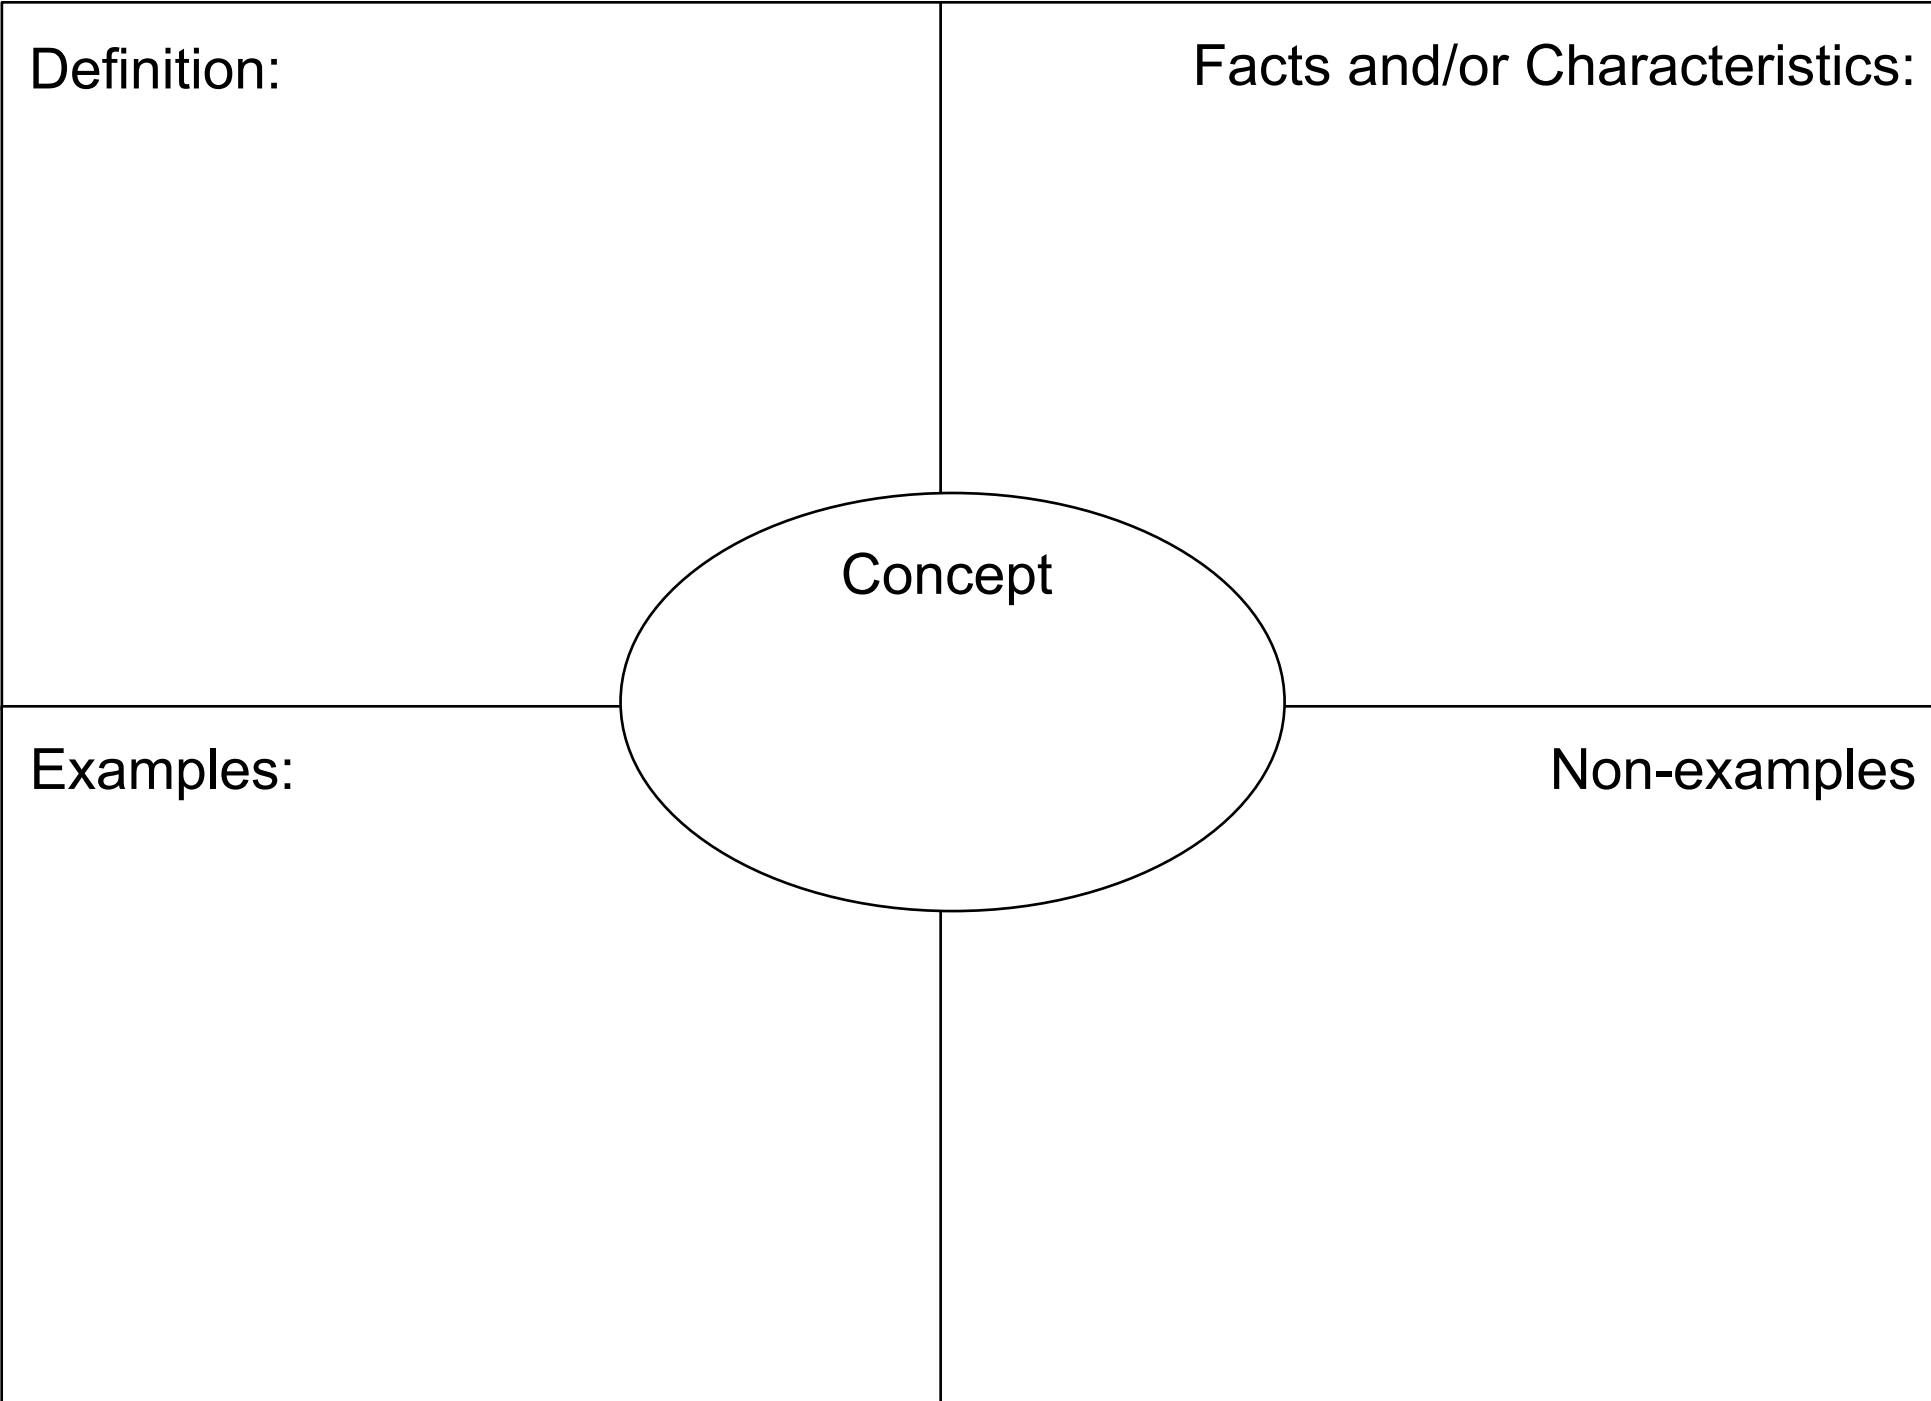 Definition:
Facts and/or Characteristics:
Concept
Examples:
Non-examples